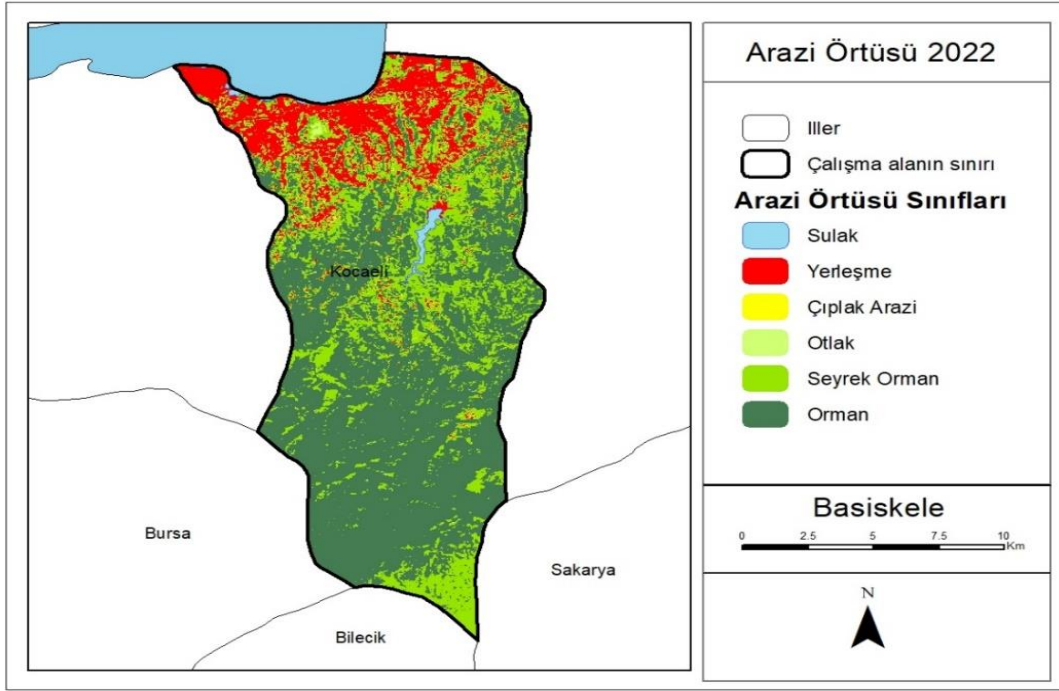 Arazi Örtüsü 2022
Iller
Çalışma alanın sınırı
Arazi Örtüsü Sınıfları
Sulak
Yerleşme
Çıplak Arazi
Otlak
Seyrek Orman
Orman
Basiskele
0 2.5 5 7.5 10
Km
N
Kocaeli
Bursa
Sakarya
Bilecik